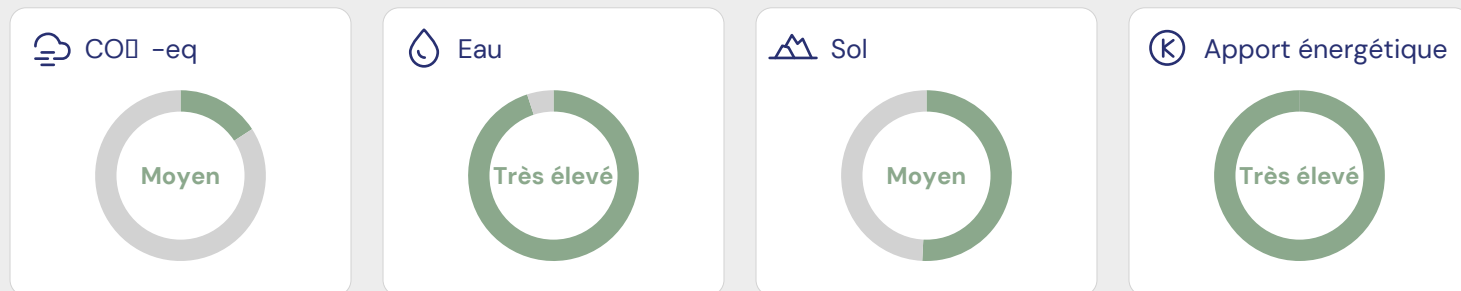 CO▯ -eq
Moyen
Eau
Très élevé
Sol
Moyen
Apport énergétique
Très élevé